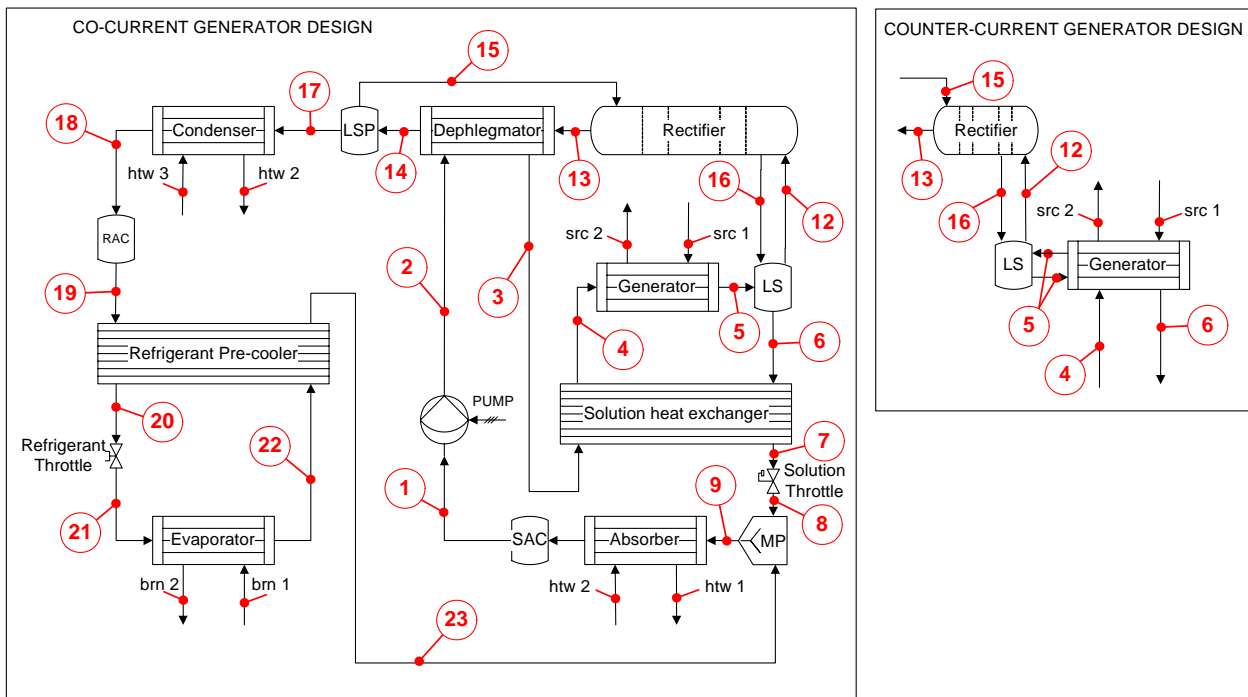 CO-CURRENT GENERATOR DESIGN
15
17
18
Condenser
LSP
Dephlegmator
Rectifier
14
13
htw 3
htw 2
16
12
RAC
src 2
src 1
2
3
19
Generator
LS
5
4
6
Refrigerant Pre-cooler
PUMP
Solution heat exchanger
20
Refrigerant
Throttle
22
7
Solution
Throttle
1
9
8
21
Evaporator
SAC
Absorber
MP
brn 2
brn 1
htw 2
htw 1
23
COUNTER-CURRENT GENERATOR DESIGN
15
Rectifier
13
12
16
src 2
src 1
LS
Generator
5
6
4